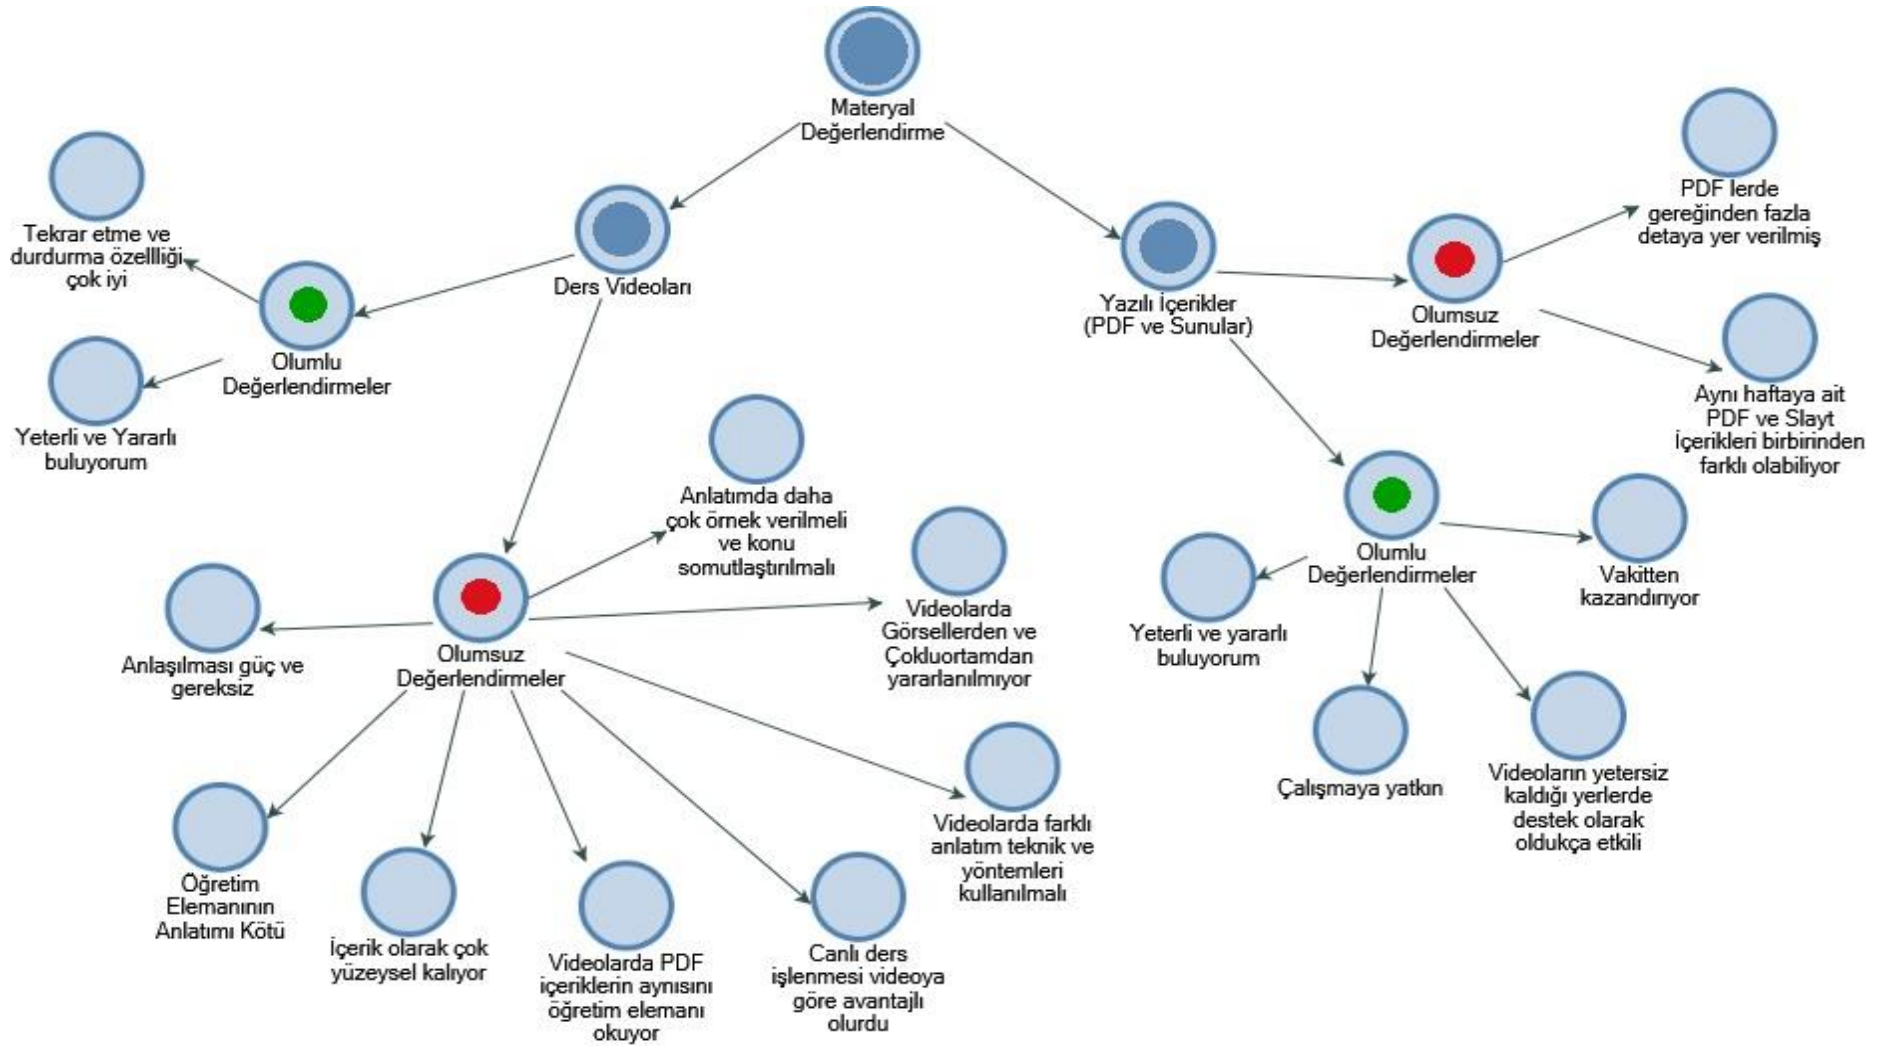 Materyal
Değerlendirme
Ders Videoları
Olumlu
Değerlendirmeler
Tekrar etme ve
durdurma özellliği
çok iyi
Yeterli ve Yararlı
buluyorum
Olumsuz
Değerlendirmeler
Anlatımda daha
çok örnek verilmeli
ve konu
somutlaştırılmalı
Videolarda
Görsellerden ve
Çokluortamdan
yararlanılmıyor
Videolarda farklı
anlatım teknik ve
yöntemleri
kullanılmalı
Canlı ders
işlenmesi videoya
göre avantajlı
olurdu
Videolarda PDF
içeriklerin aynısını
öğretim elemanı
okuyor
İçerik olarak çok
yüzeysel kalıyor
Öğretim
Elemanının
Anlatımı Kötü
Anlaşılması güç ve
gereksiz
Yazılı İçerikler
(PDF ve Sunular)
Olumsuz
Değerlendirmeler
PDF lerde
gereğinden fazla
detaya yer verilmiş
Aynı haftaya ait
PDF ve Slayt
İçerikleri birbirinden
farklı olabiliyor
Olumlu
Değerlendirmeler
Vakitten
kazandırıyor
Yeterli ve yararlı
buluyorum
Çalışmaya yatkın
Videoların yetersiz
kaldığı yerlerde
destek olarak
oldukça etkili